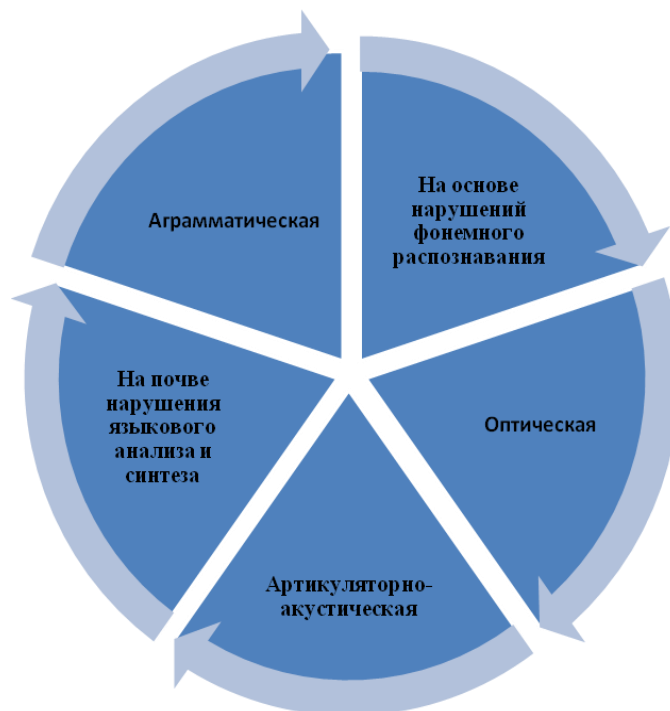 На основе
нарушений
фонемного
распознавания
Оптическая
Артикуляторно-
акустическая
На почве
нарушения
языкового
анализа и
синтеза
Аграмматическая